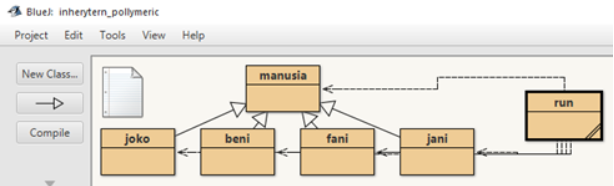 BlueJ: inherytern_pollymeric
Project Edit Tools View Help
New Class...
Compile
manusia
run
joko beni fani jani